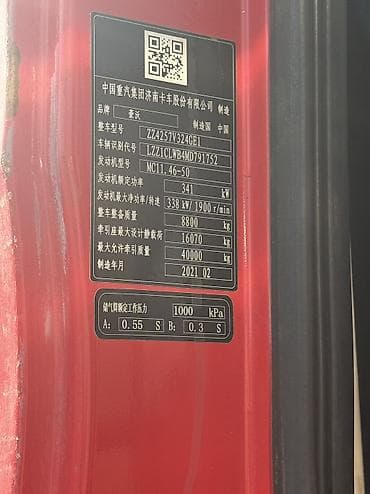 中国重汽集团济南卡车股份有限公司 制造
品牌 豪沃 制造国 中国
整车型号 ZZ4257V324GE1
车辆识别代号 LZZ1CLWB4MD791752
发动机型号 MC11.46-50
发动机额定功率 341 kW
发动机最大净功率/转速 338 kW/ 1900 r/min
整车整备质量 8800 kg
牵引座最大设计静载荷 16070 kg
最大允许牵引质量 40000 kg
制造年月 2021 02
储气筒额定工作压力 1000 kPa
A: 0.55 S B: 0.3 S